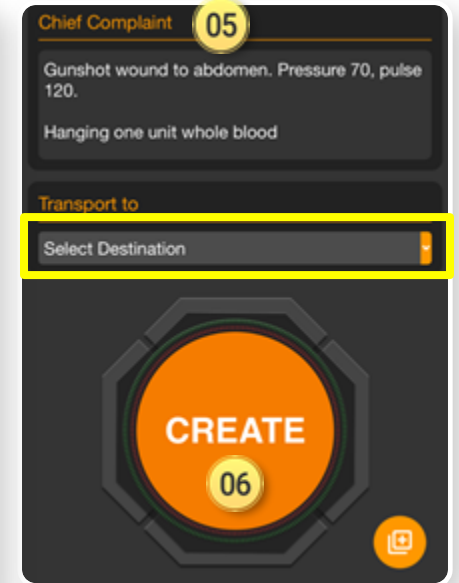 Chief Complaint
05
Gunshot wound to abdomen. Pressure 70, pulse
120.
Hanging one unit whole blood
Transport to
Select Destination
CREATE
06